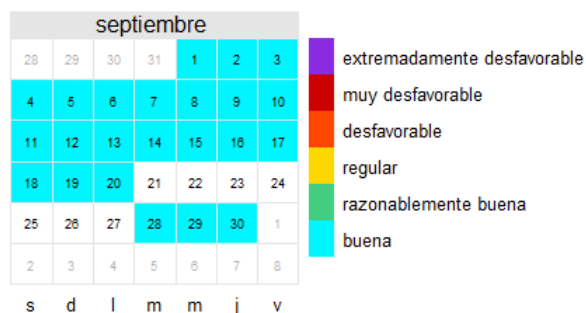 septiembre
28 29 30 31 1 2 3
4 5 6 7 8 9 10
11 12 13 14 15 16 17
18 19 20 21 22 23 24
25 26 27 28 29 30 1
2 3 4 5 6 7 8
s d l m m j v
extremadamente desfavorable
muy desfavorable
desfavorable
regular
razonablemente buena
buena